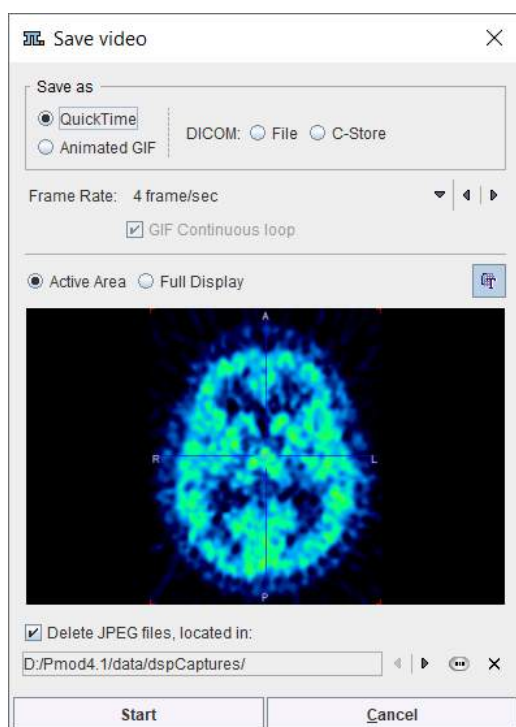 Save video
Save as
QuickTime
Animated GIF
DICOM: File C-Store
Frame Rate: 4 frame/sec
GIF Continuous loop
Active Area Full Display
A
R L
P
Delete JPEG files, located in:
D:/Pmod4.1/data/dspCaptures/
Start Cancel